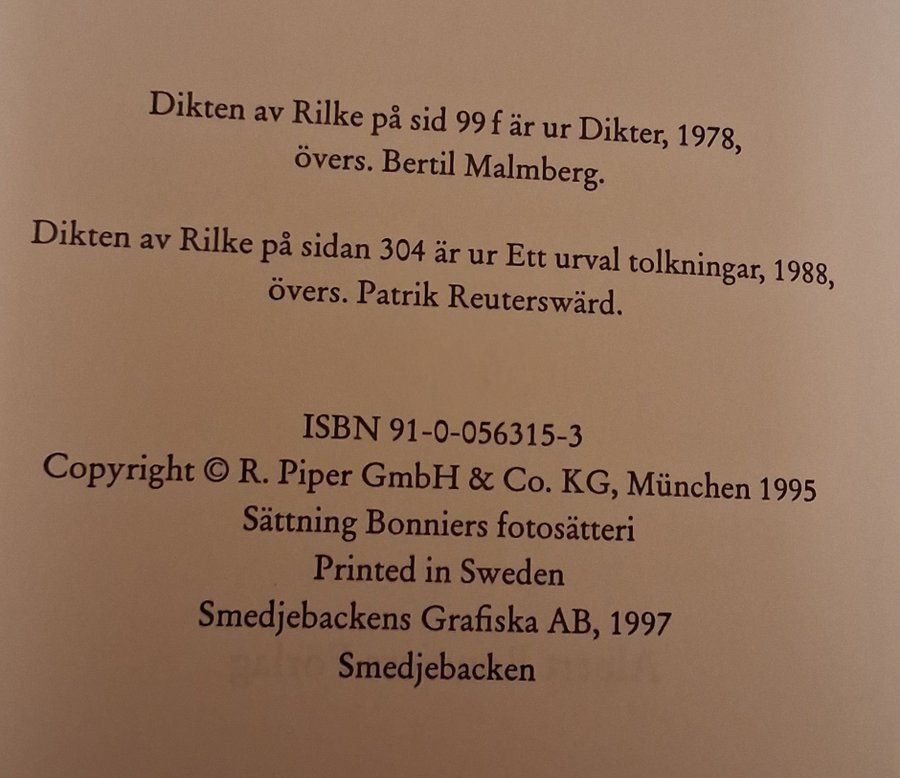 Dikten av Rilke på sid 99 f är ur Dikter, 1978,
övers. Bertil Malmberg.
Dikten av Rilke på sidan 304 är ur Ett urval tolkningar, 1988,
övers. Patrik Reuterswärd.
ISBN 91-0-056315-3
Copyright © R. Piper GmbH & Co. KG, München 1995
Sättning Bonniers fotosätteri
Printed in Sweden
Smedjebackens Grafiska AB, 1997
Smedjebacken